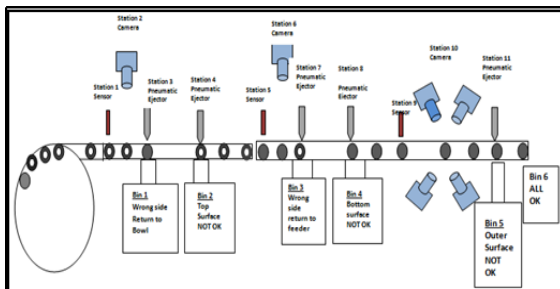 Station 2
Camera
Station 6
Camera
Station 10
Camera
Station 1
Sensor
Station 3
Pneumatic
Ejector
Station 4
Pneumatic
Ejector
Station 5
Sensor
Station 7
Pneumatic
Ejector
Station 8
Pneumatic
Ejector
Station 9
Sensor
Station 11
Pneumatic
Ejector
Bin 1
Wrong side
Return to
Bowl
Bin 2
Top
Surface
NOT OK
Bin 3
Wrong
side
return to
feeder
Bin 4
Bottom
surface
NOT OK
Bin 5
Outer
Surface
NOT
OK
Bin 6
ALL
OK